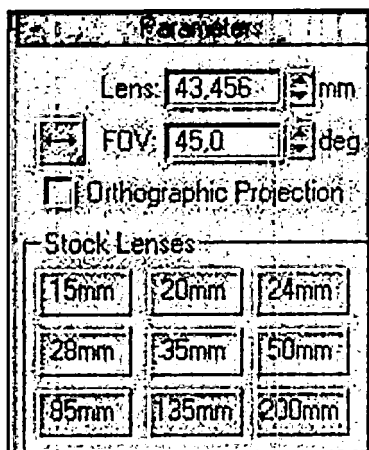 Parameters
Lens: 43.456 mm
FOV: 45.0 deg
Orthographic Projection
Stock Lenses
15mm 20mm 24mm
28mm 35mm 50mm
85mm 135mm 200mm